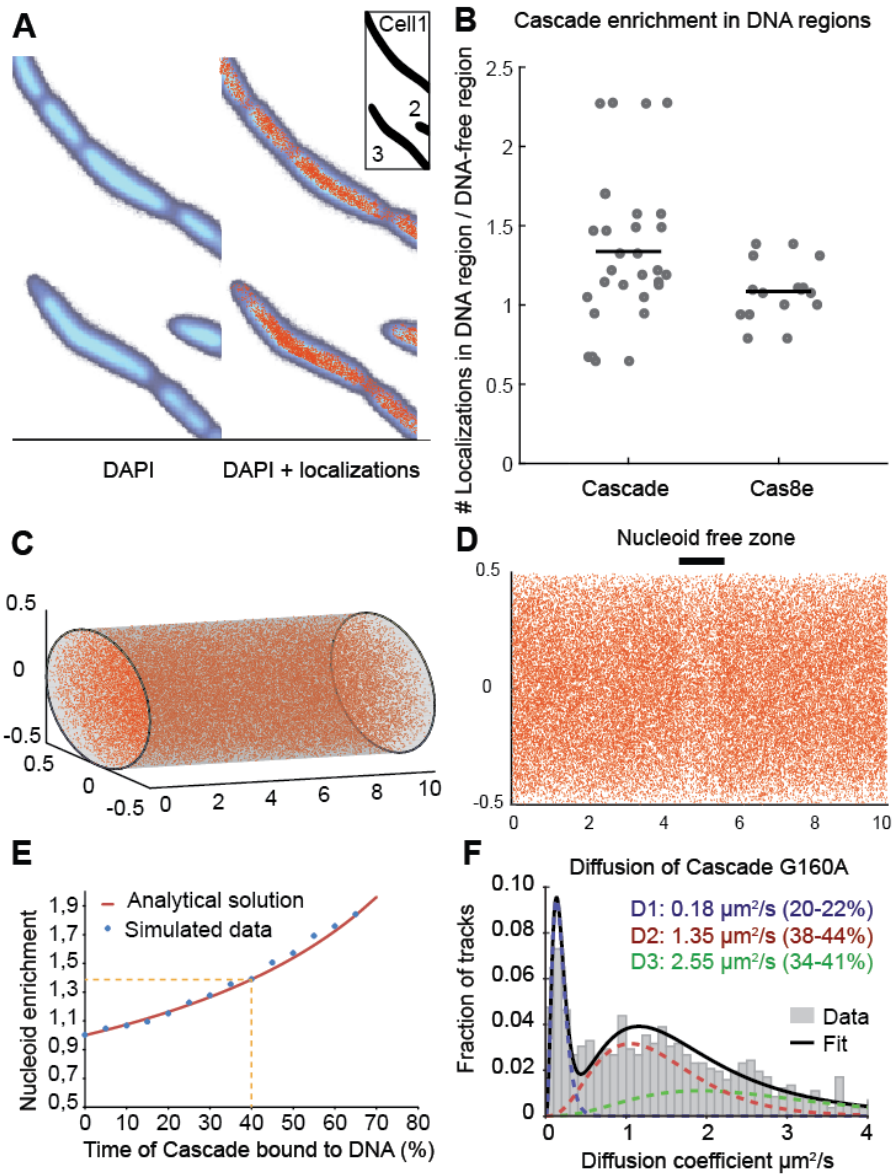 A
Cell1
2
3
DAPI
DAPI + localizations
B
Cascade enrichment in DNA regions
# Localizations in DNA region / DNA-free region
2.5
2
1.5
1
0.5
0
Cascade
Cas8e
C
0.5
0
-0.5
0.5
0
-0.5
0
2
4
6
8
10
D
Nucleoid free zone
0.5
0
-0.5
0
2
4
6
8
10
E
Nucleoid enrichment
1,9
1,7
1,5
1,3
1,1
0,9
0,7
0,5
Analytical solution
Simulated data
0 10 20 30 40 50 60 70 80
Time of Cascade bound to DNA (%)
F
Diffusion of Cascade G160A
Fraction of tracks
0.10
0.08
0.06
0.04
0.02
0
D1: 0.18 µm²/s (20-22%)
D2: 1.35 µm²/s (38-44%)
D3: 2.55 µm²/s (34-41%)
Data
Fit
0 1 2 3 4
Diffusion coefficient µm²/s